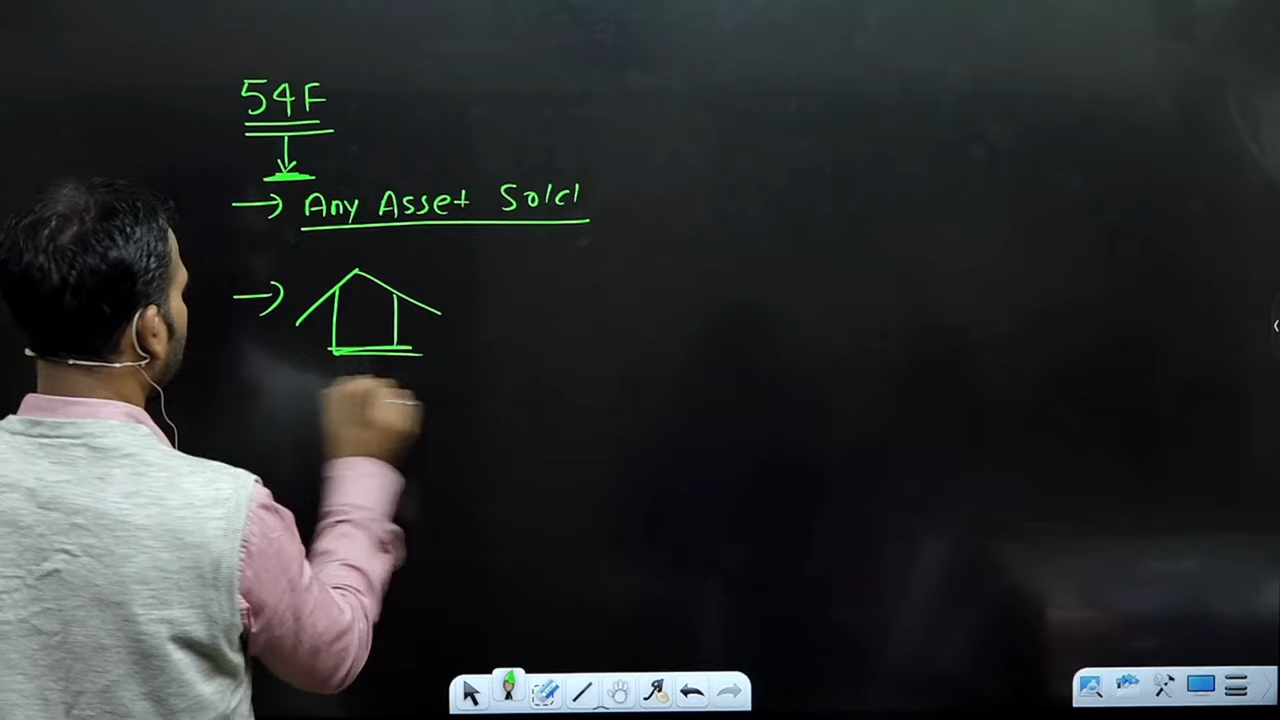 54F
→ Any Asset Sold
→